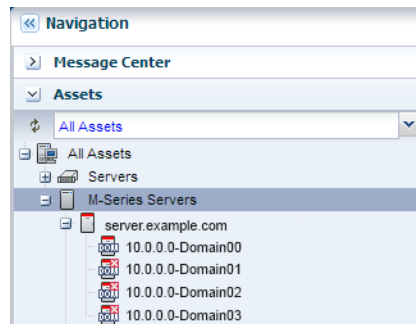 Navigation
Message Center
Assets
All Assets
All Assets
Servers
M-Series Servers
server.example.com
10.0.0.0-Domain00
10.0.0.0-Domain01
10.0.0.0-Domain02
10.0.0.0-Domain03